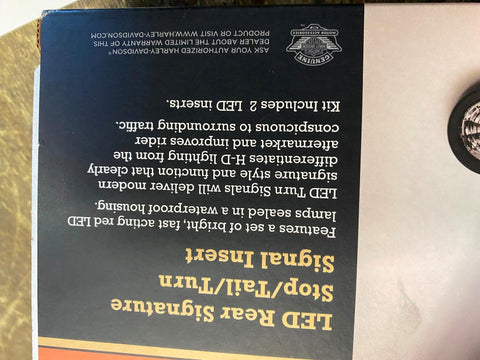 LED Rear Signature
Stop/Tail/Turn
Signal Insert
Features a set of bright, fast acting red LED
lamps sealed in a waterproof housing.
LED Turn Signals will deliver modern
signature style and function that clearly
differentiates H-D lighting from the
aftermarket and improves rider
conspicuous to surrounding traffic.
Kit Includes 2 LED inserts.
ASK YOUR AUTHORIZED HARLEY-DAVIDSON®
DEALER ABOUT THE LIMITED WARRANTY OF THIS
PRODUCT OR VISIT WWW.HARLEY-DAVIDSON.COM
GENUINE
MOTOR ACCESSORIES